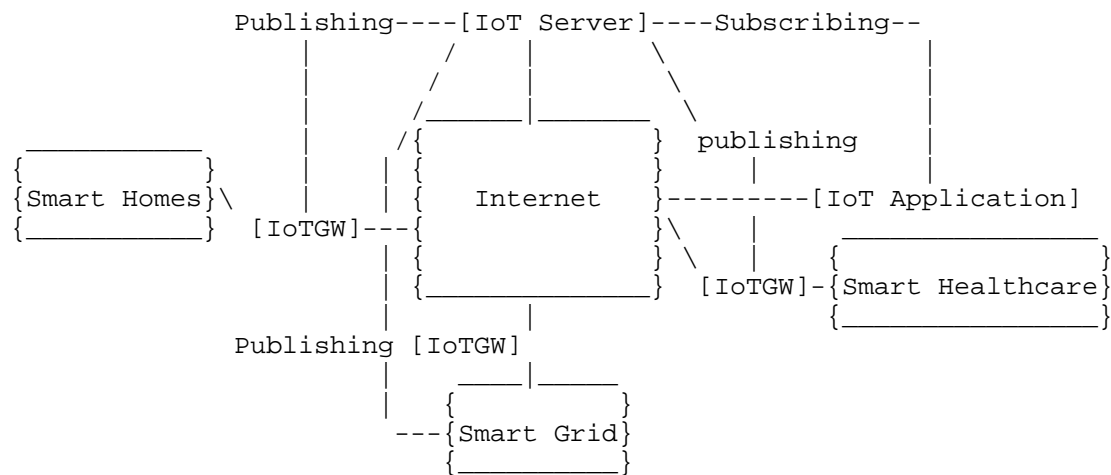 Publishing----[IoT Server]----Subscribing--
publishing
Smart Homes
Internet
[IoT Application]
[IoTGW]
[IoTGW]
Smart Healthcare
Publishing [IoTGW]
Smart Grid